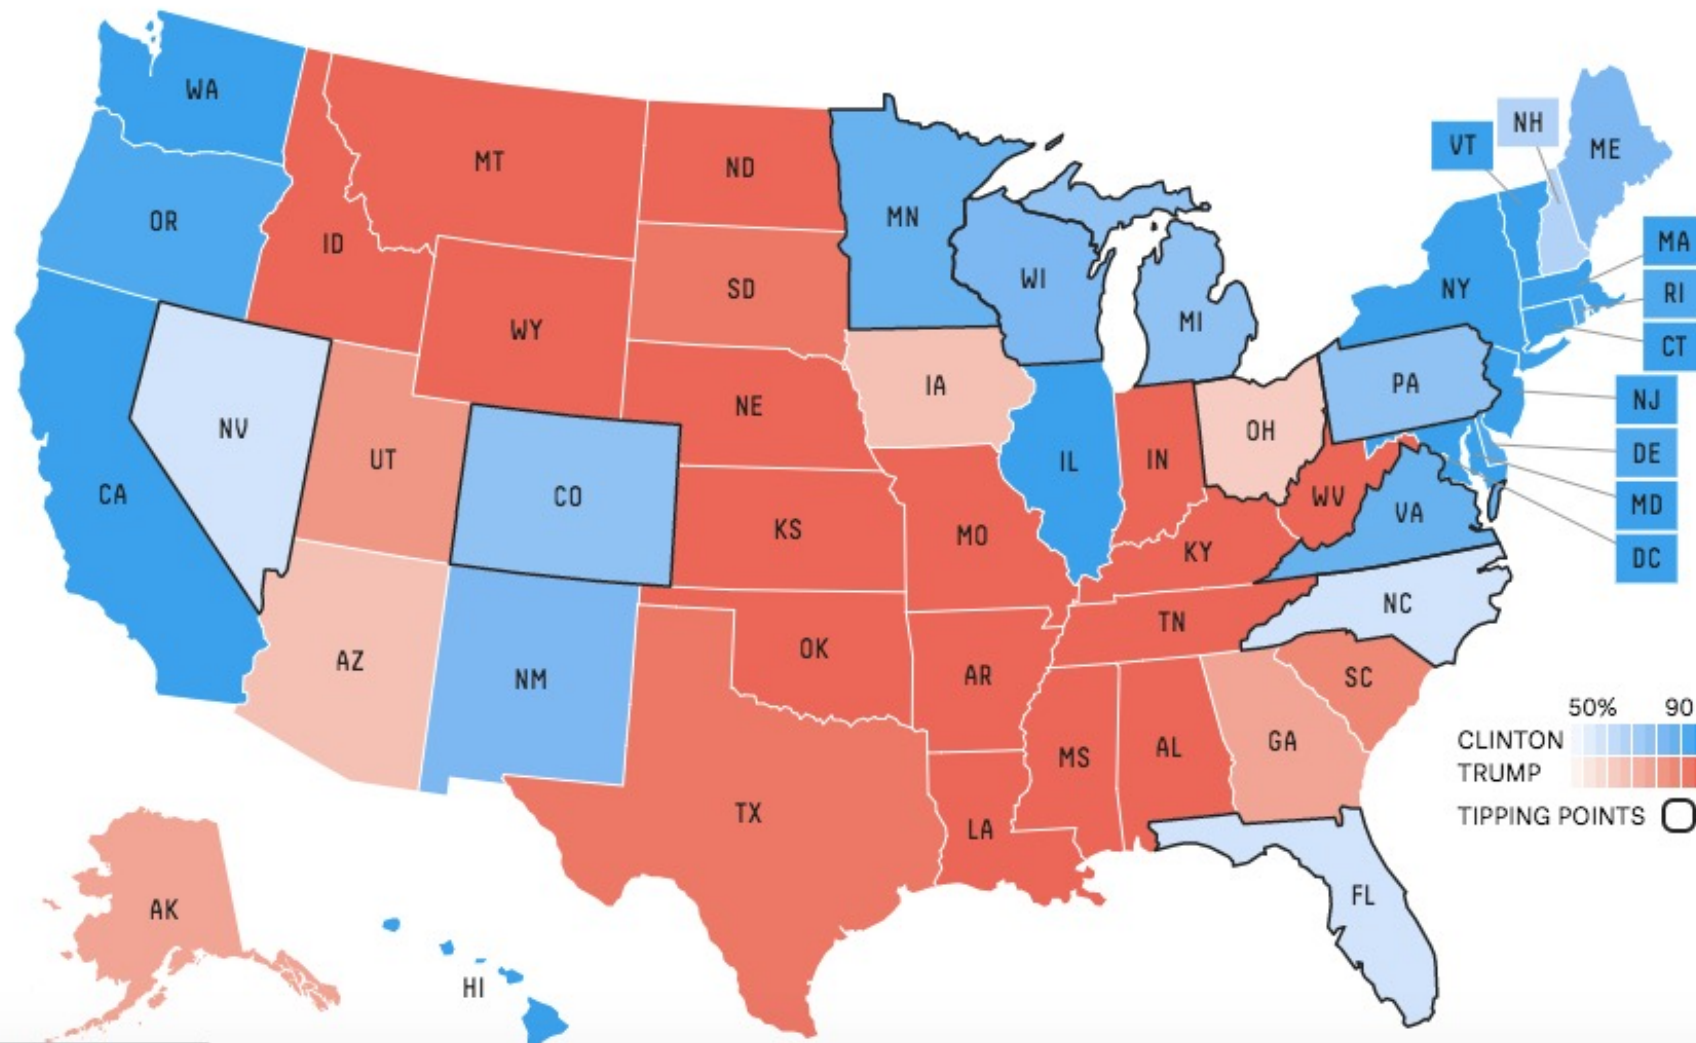 WA
MT
ND
MN
VT
NH
ME
OR
ID
SD
WI
MI
NY
MA
RI
CT
WY
NV
UT
CO
NE
IA
IL
IN
OH
PA
NJ
DE
MD
DC
CA
KS
MO
KY
WV
VA
NC
AZ
NM
OK
AR
TN
SC
TX
LA
MS
AL
GA
FL
AK
HI
50% 90
CLINTON
TRUMP
TIPPING POINTS